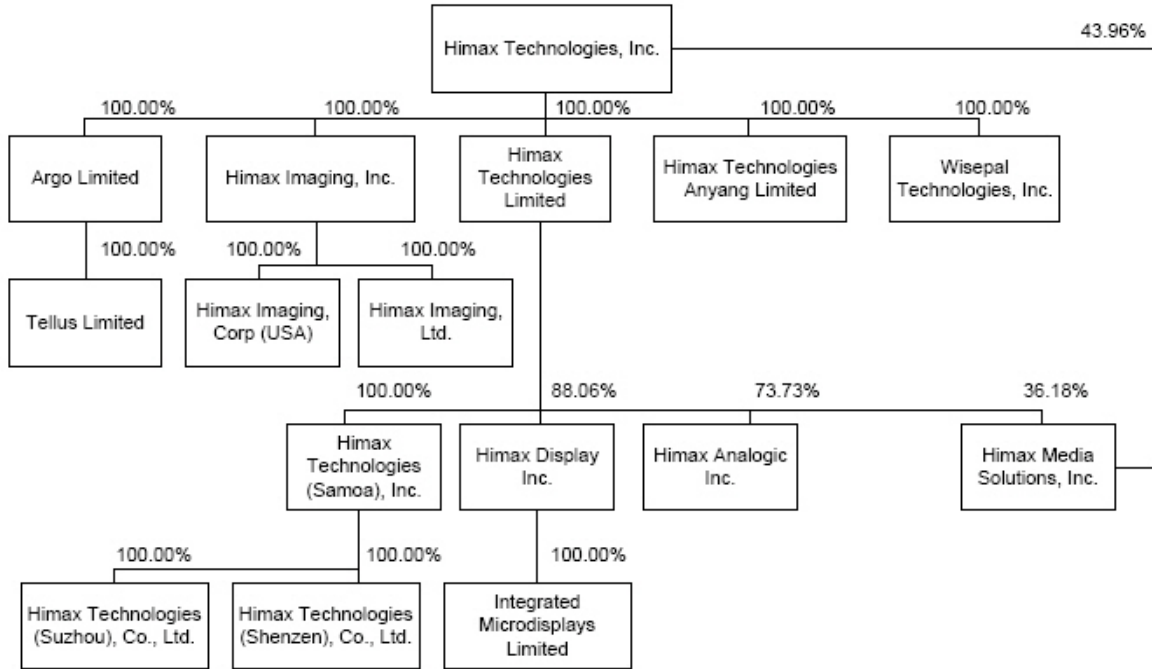 Himax Technologies, Inc.
43.96%
100.00%
100.00%
100.00%
100.00%
100.00%
Argo Limited
Himax Imaging, Inc.
Himax
Technologies
Limited
Himax Technologies
Anyang Limited
Wisepal
Technologies, Inc.
100.00%
100.00%
100.00%
Tellus Limited
Himax Imaging,
Corp (USA)
Himax Imaging,
Ltd.
100.00%
88.06%
73.73%
36.18%
Himax
Technologies
(Samoa), Inc.
Himax Display
Inc.
Himax Analogic
Inc.
Himax Media
Solutions, Inc.
100.00%
100.00%
100.00%
Himax Technologies
(Suzhou), Co., Ltd.
Himax Technologies
(Shenzen), Co., Ltd.
Integrated
Microdisplays
Limited